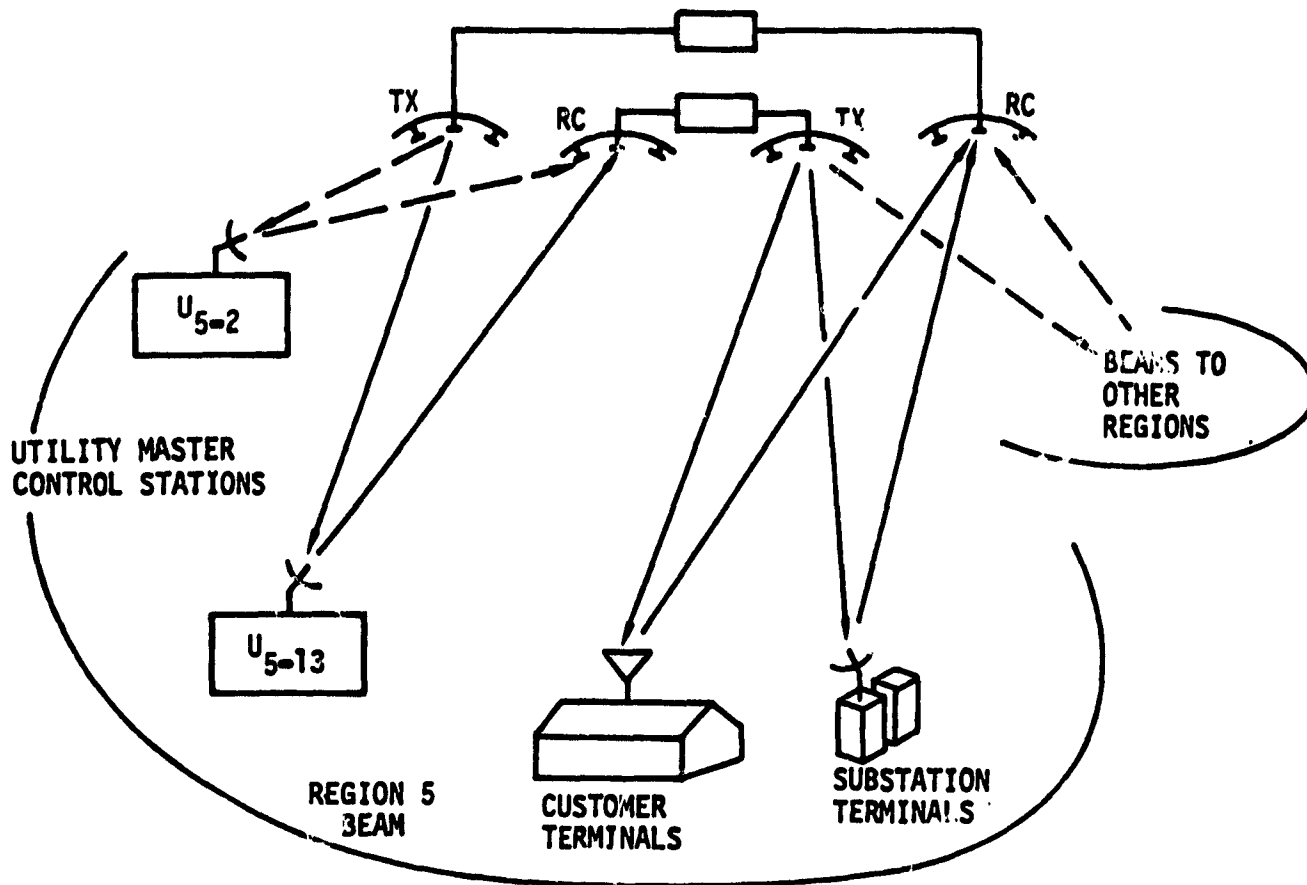 TX
RC
TX
RC
U5=2
BEAMS TO
OTHER
REGIONS
UTILITY MASTER
CONTROL STATIONS
U5=13
REGION 5
BEAM
CUSTOMER
TERMINALS
SUBSTATION
TERMINALS